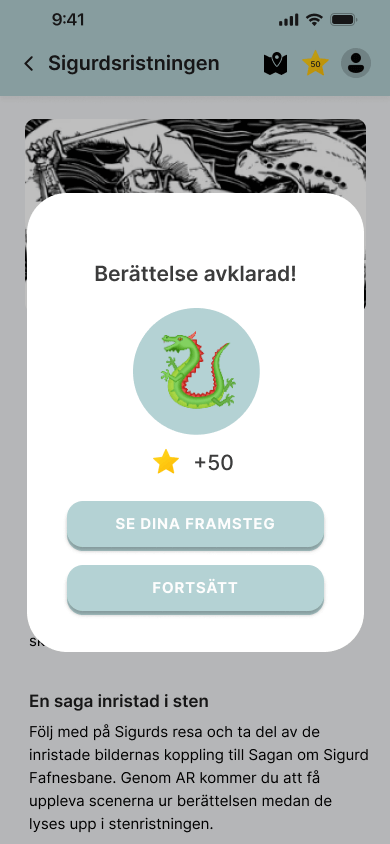 9:41
Sigurdsristningen
50
Berättelse avklarad!
+50
SE DINA FRAMSTEG
FORTSÄTT
En saga inristad i sten
Följ med på Sigurds resa och ta del av de
inristade bildernas koppling till Sagan om Sigurd
Fafnesbane. Genom AR kommer du att få
uppleva scenerna ur berättelsen medan de
lyses upp i stenristningen.